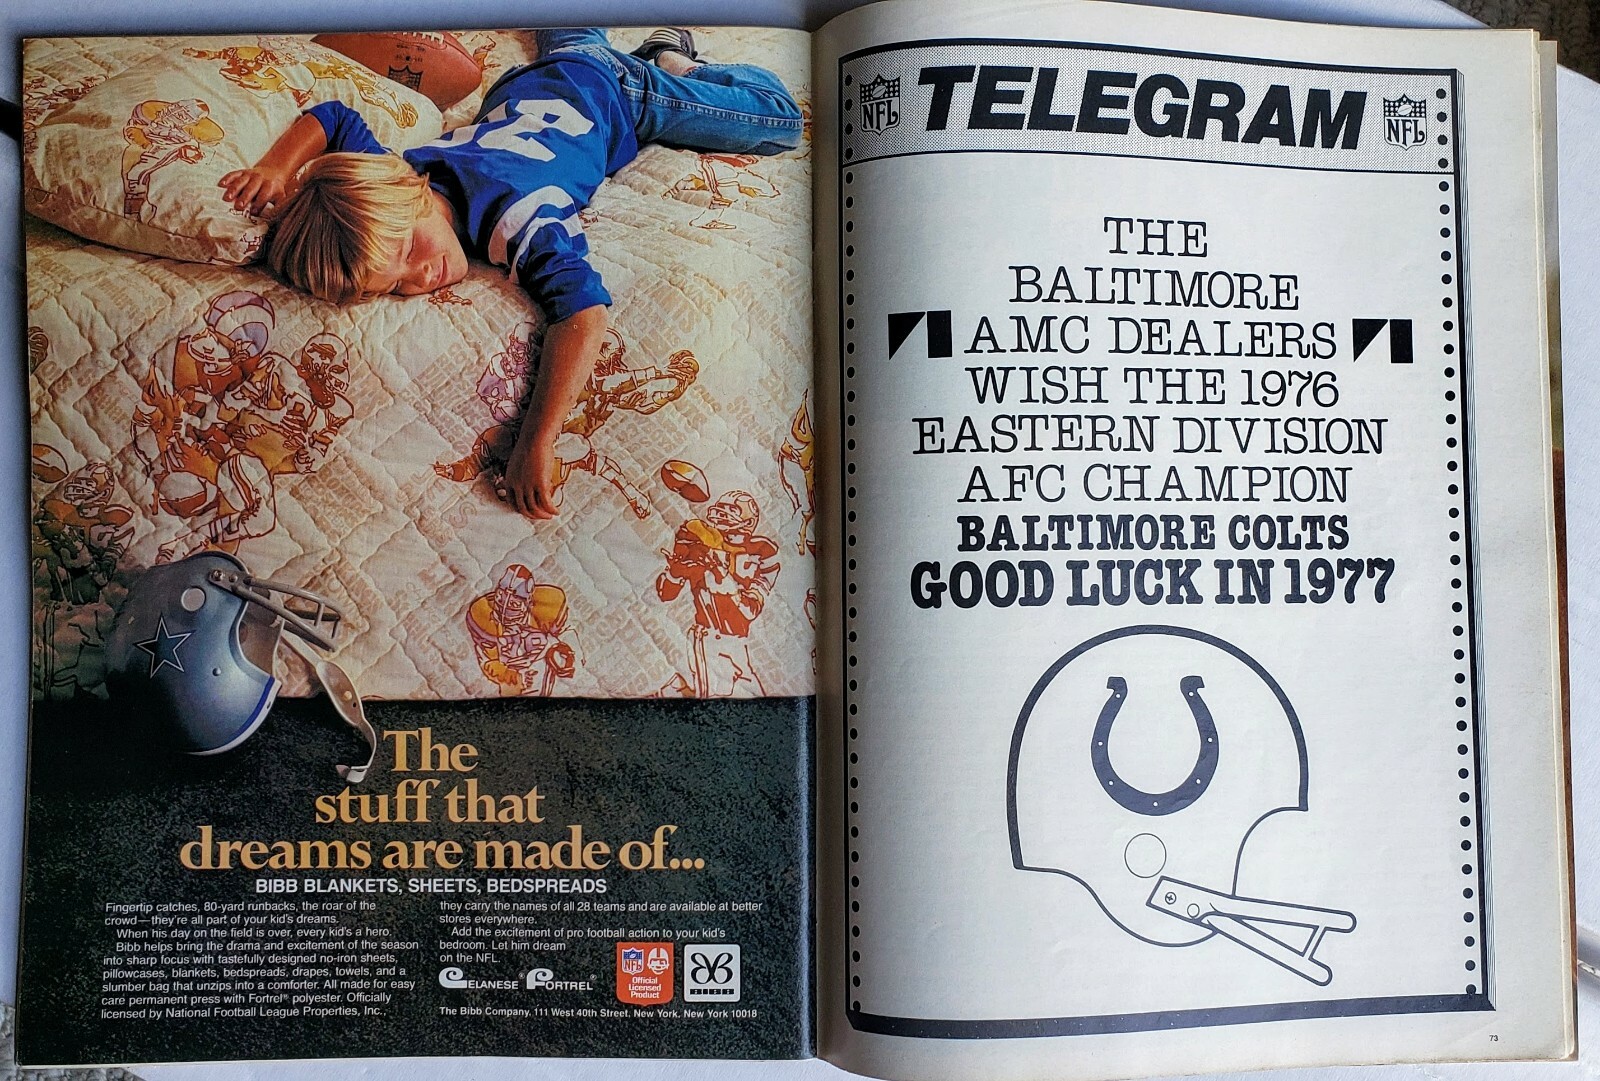 The
stuff that
dreams are made of...
BIBB BLANKETS, SHEETS, BEDSPREADS
Fingertip catches, 80-yard runbacks, the roar of the
crowd—they're all part of your kid's dreams.
When his day on the field is over, every kid's a hero.
Bibb helps bring the drama and excitement of the season
into sharp focus with tastefully designed no-iron sheets,
pillowcases, blankets, bedspreads, drapes, towels, and a
slumber bag that unzips into a comforter. All made for easy
care permanent press with Fortrel® polyester. Officially
licensed by National Football League Properties, Inc.,
they carry the names of all 28 teams and are available at better
stores everywhere.
Add the excitement of pro football action to your kid's
bedroom. Let him dream
on the NFL.
CELANESE® FORTREL®
NFL
Official
Licensed
Product
The Bibb Company, 111 West 40th Street, New York, New York 10018
NFL TELEGRAM NFL
THE
BALTIMORE
AMC DEALERS
WISH THE 1976
EASTERN DIVISION
AFC CHAMPION
BALTIMORE COLTS
GOOD LUCK IN 1977
73